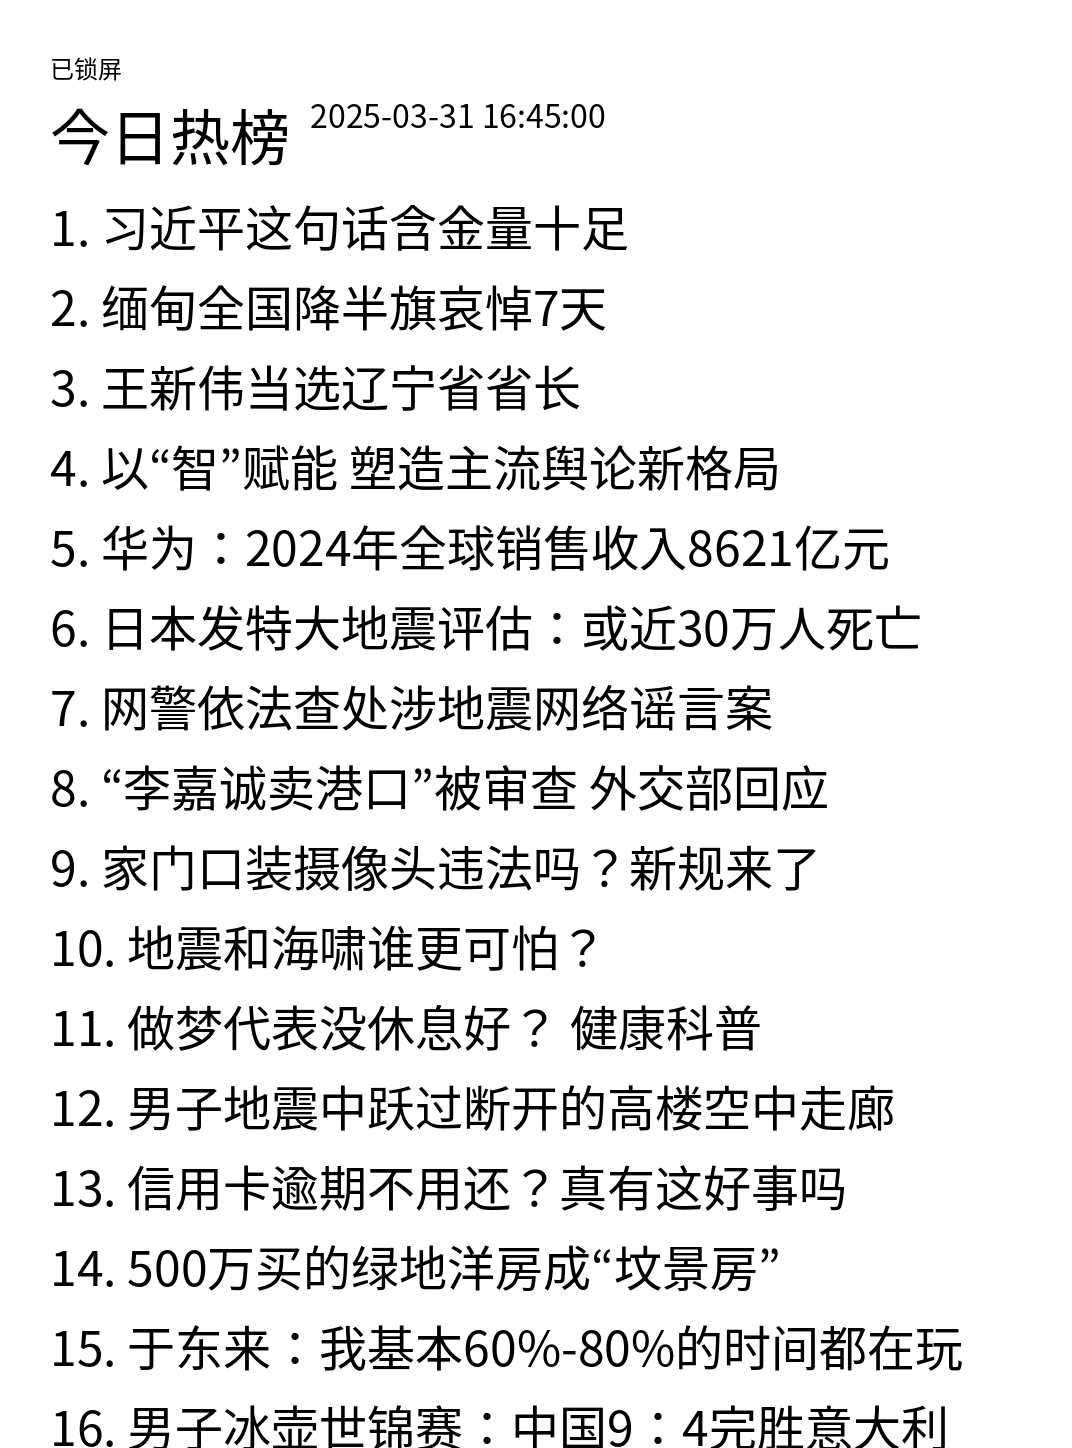 已锁屏
今日热榜 2025-03-31 16:45:00
1. 习近平这句话含金量十足
2. 缅甸全国降半旗哀悼7天
3. 王新伟当选辽宁省省长
4. 以“智”赋能 塑造主流舆论新格局
5. 华为：2024年全球销售收入8621亿元
6. 日本发特大地震评估：或近30万人死亡
7. 网警依法查处涉地震网络谣言案
8. “李嘉诚卖港口”被审查 外交部回应
9. 家门口装摄像头违法吗？新规来了
10. 地震和海啸谁更可怕？
11. 做梦代表没休息好？ 健康科普
12. 男子地震中跃过断开的高楼空中走廊
13. 信用卡逾期不用还？真有这好事吗
14. 500万买的绿地洋房成“坟景房”
15. 于东来：我基本60%-80%的时间都在玩
16. 男子冰壶世锦赛：中国9：4完胜意大利